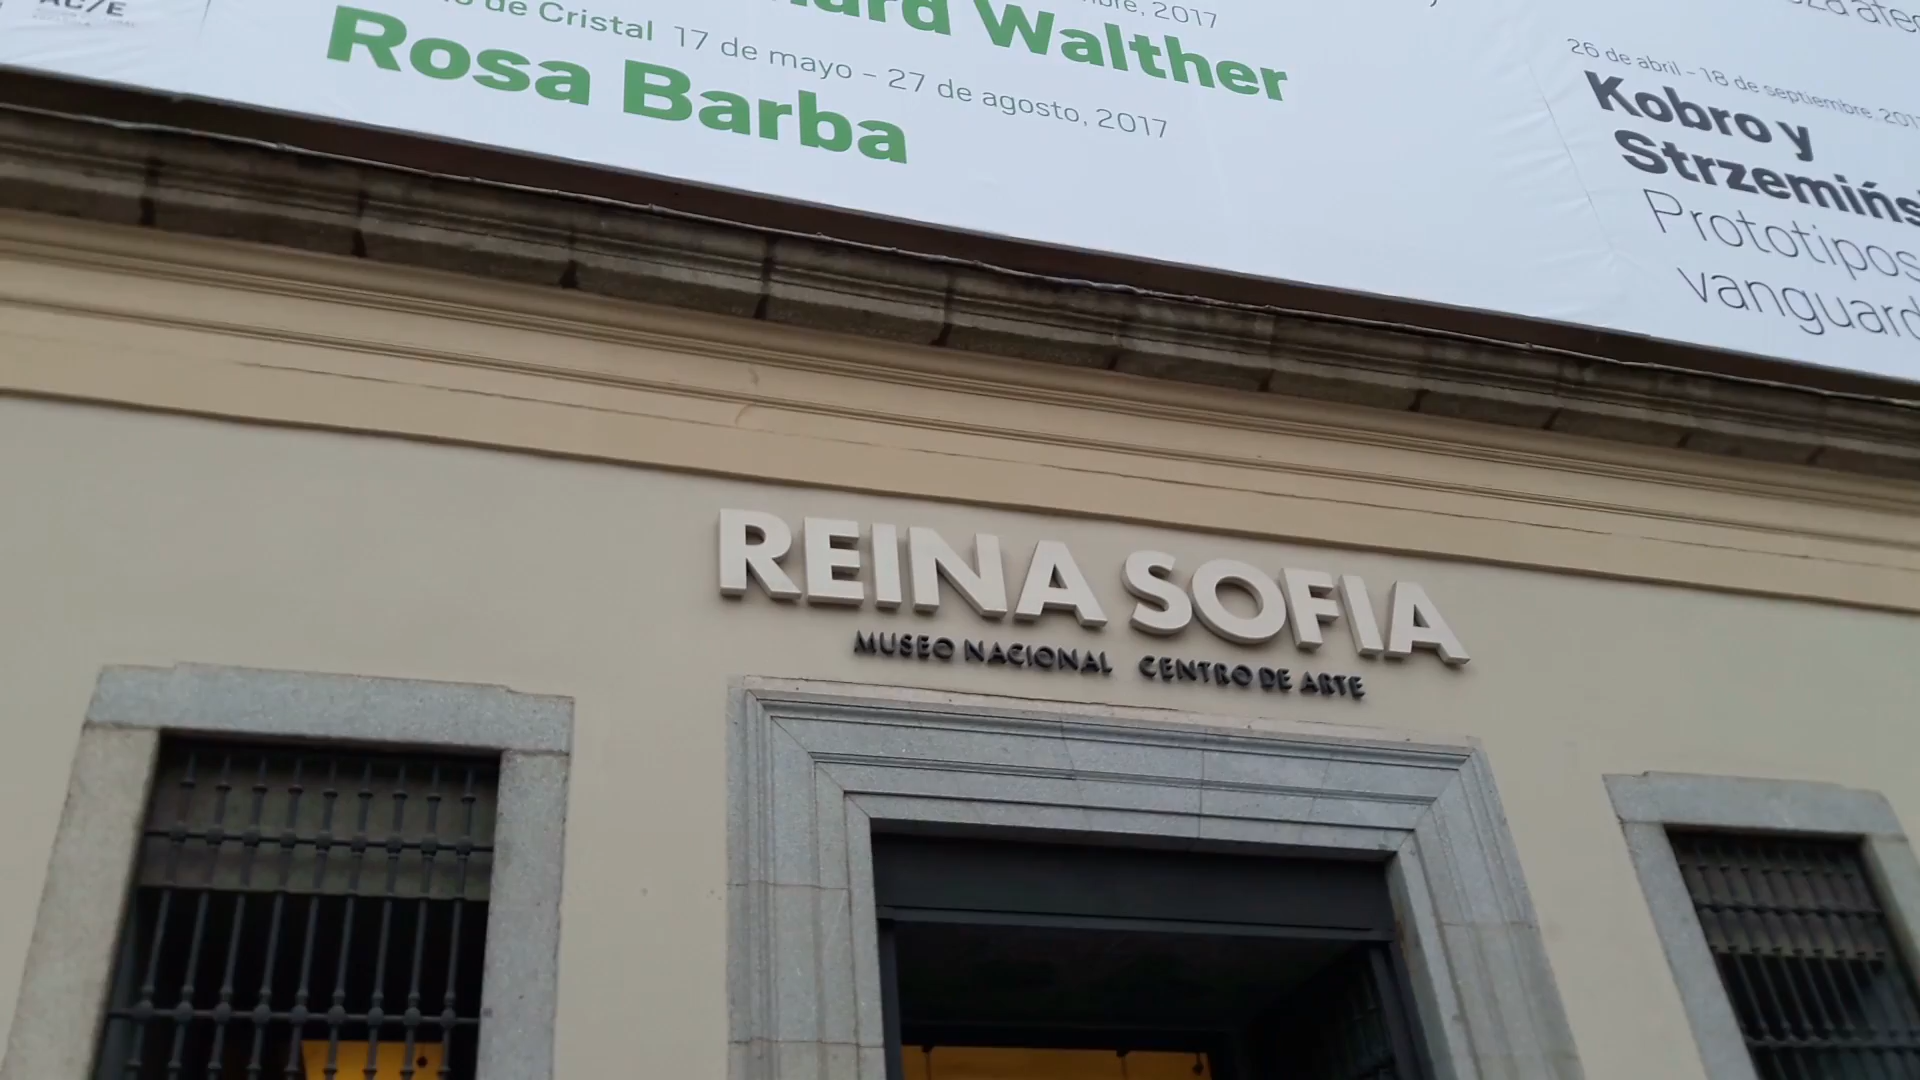 AC/E
de Cristal 17 de mayo – 27 de agosto, 2017
Rosa Barba
2017
Walther
26 de abril – 18 de septiembre,
Kobro y
Prototipos
REINA SOFIA
MUSEO NACIONAL CENTRO DE ARTE